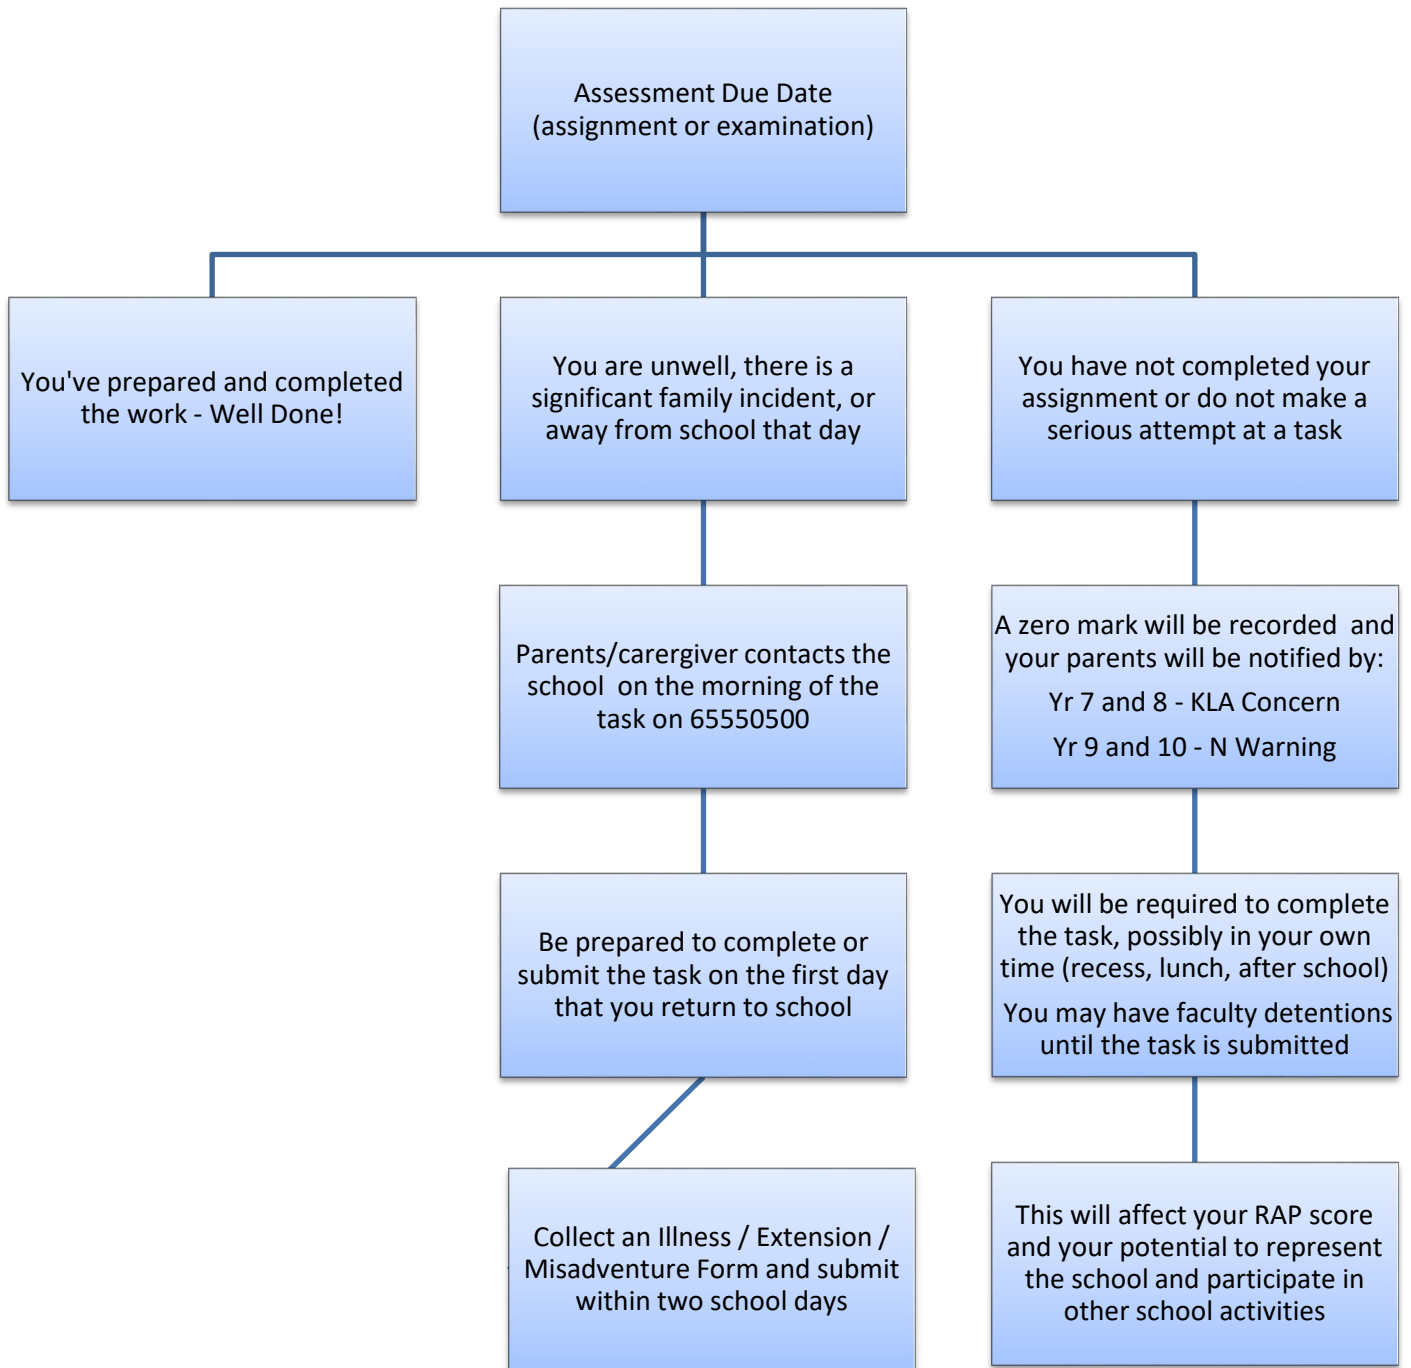 Assessment Due Date
(assignment or examination)
You've prepared and completed
the work - Well Done!
You are unwell, there is a
significant family incident, or
away from school that day
You have not completed your
assignment or do not make a
serious attempt at a task
Parents/carergiver contacts the
school on the morning of the
task on 65550500
A zero mark will be recorded and
your parents will be notified by:
Yr 7 and 8 - KLA Concern
Yr 9 and 10 - N Warning
Be prepared to complete or
submit the task on the first day
that you return to school
You will be required to complete
the task, possibly in your own
time (recess, lunch, after school)
You may have faculty detentions
until the task is submitted
Collect an Illness / Extension /
Misadventure Form and submit
within two school days
This will affect your RAP score
and your potential to represent
the school and participate in
other school activities